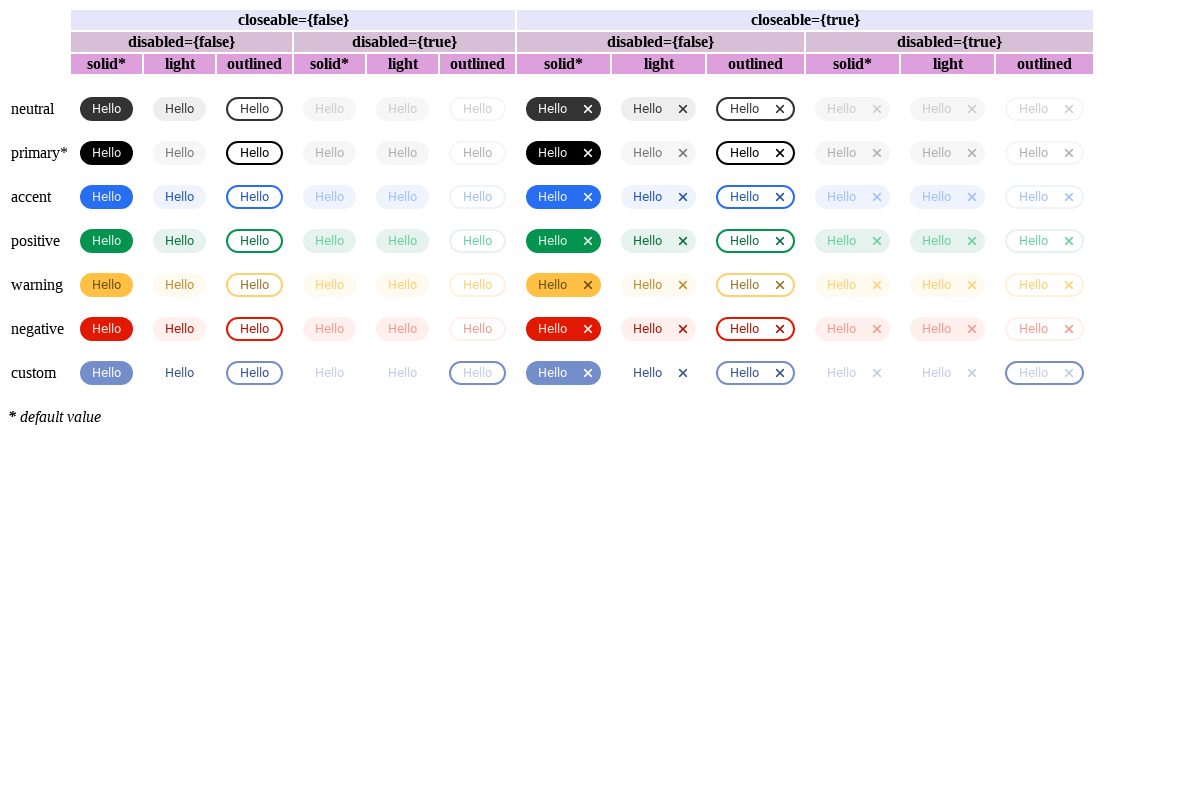 closeable={false} closeable={true}
disabled={false} disabled={true} disabled={false} disabled={true}
solid* light outlined solid* light outlined solid* light outlined solid* light outlined
neutral Hello Hello Hello Hello Hello Hello Hello ✕ Hello ✕ Hello ✕ Hello ✕ Hello ✕ Hello ✕
primary* Hello Hello Hello Hello Hello Hello Hello ✕ Hello ✕ Hello ✕ Hello ✕ Hello ✕ Hello ✕
accent Hello Hello Hello Hello Hello Hello Hello ✕ Hello ✕ Hello ✕ Hello ✕ Hello ✕ Hello ✕
positive Hello Hello Hello Hello Hello Hello Hello ✕ Hello ✕ Hello ✕ Hello ✕ Hello ✕ Hello ✕
warning Hello Hello Hello Hello Hello Hello Hello ✕ Hello ✕ Hello ✕ Hello ✕ Hello ✕ Hello ✕
negative Hello Hello Hello Hello Hello Hello Hello ✕ Hello ✕ Hello ✕ Hello ✕ Hello ✕ Hello ✕
custom Hello Hello Hello Hello Hello Hello Hello ✕ Hello ✕ Hello ✕ Hello ✕ Hello ✕ Hello ✕
* default value